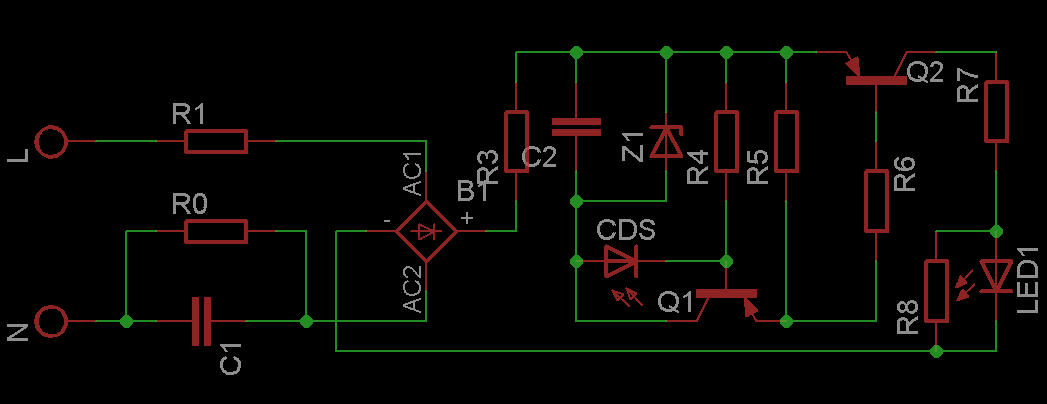 L
R1
AC1
R0
B1
-
+
AC2
N
C1
R3
C2
Z1
R4
R5
Q2
R7
R6
CDS
Q1
R8
LED1